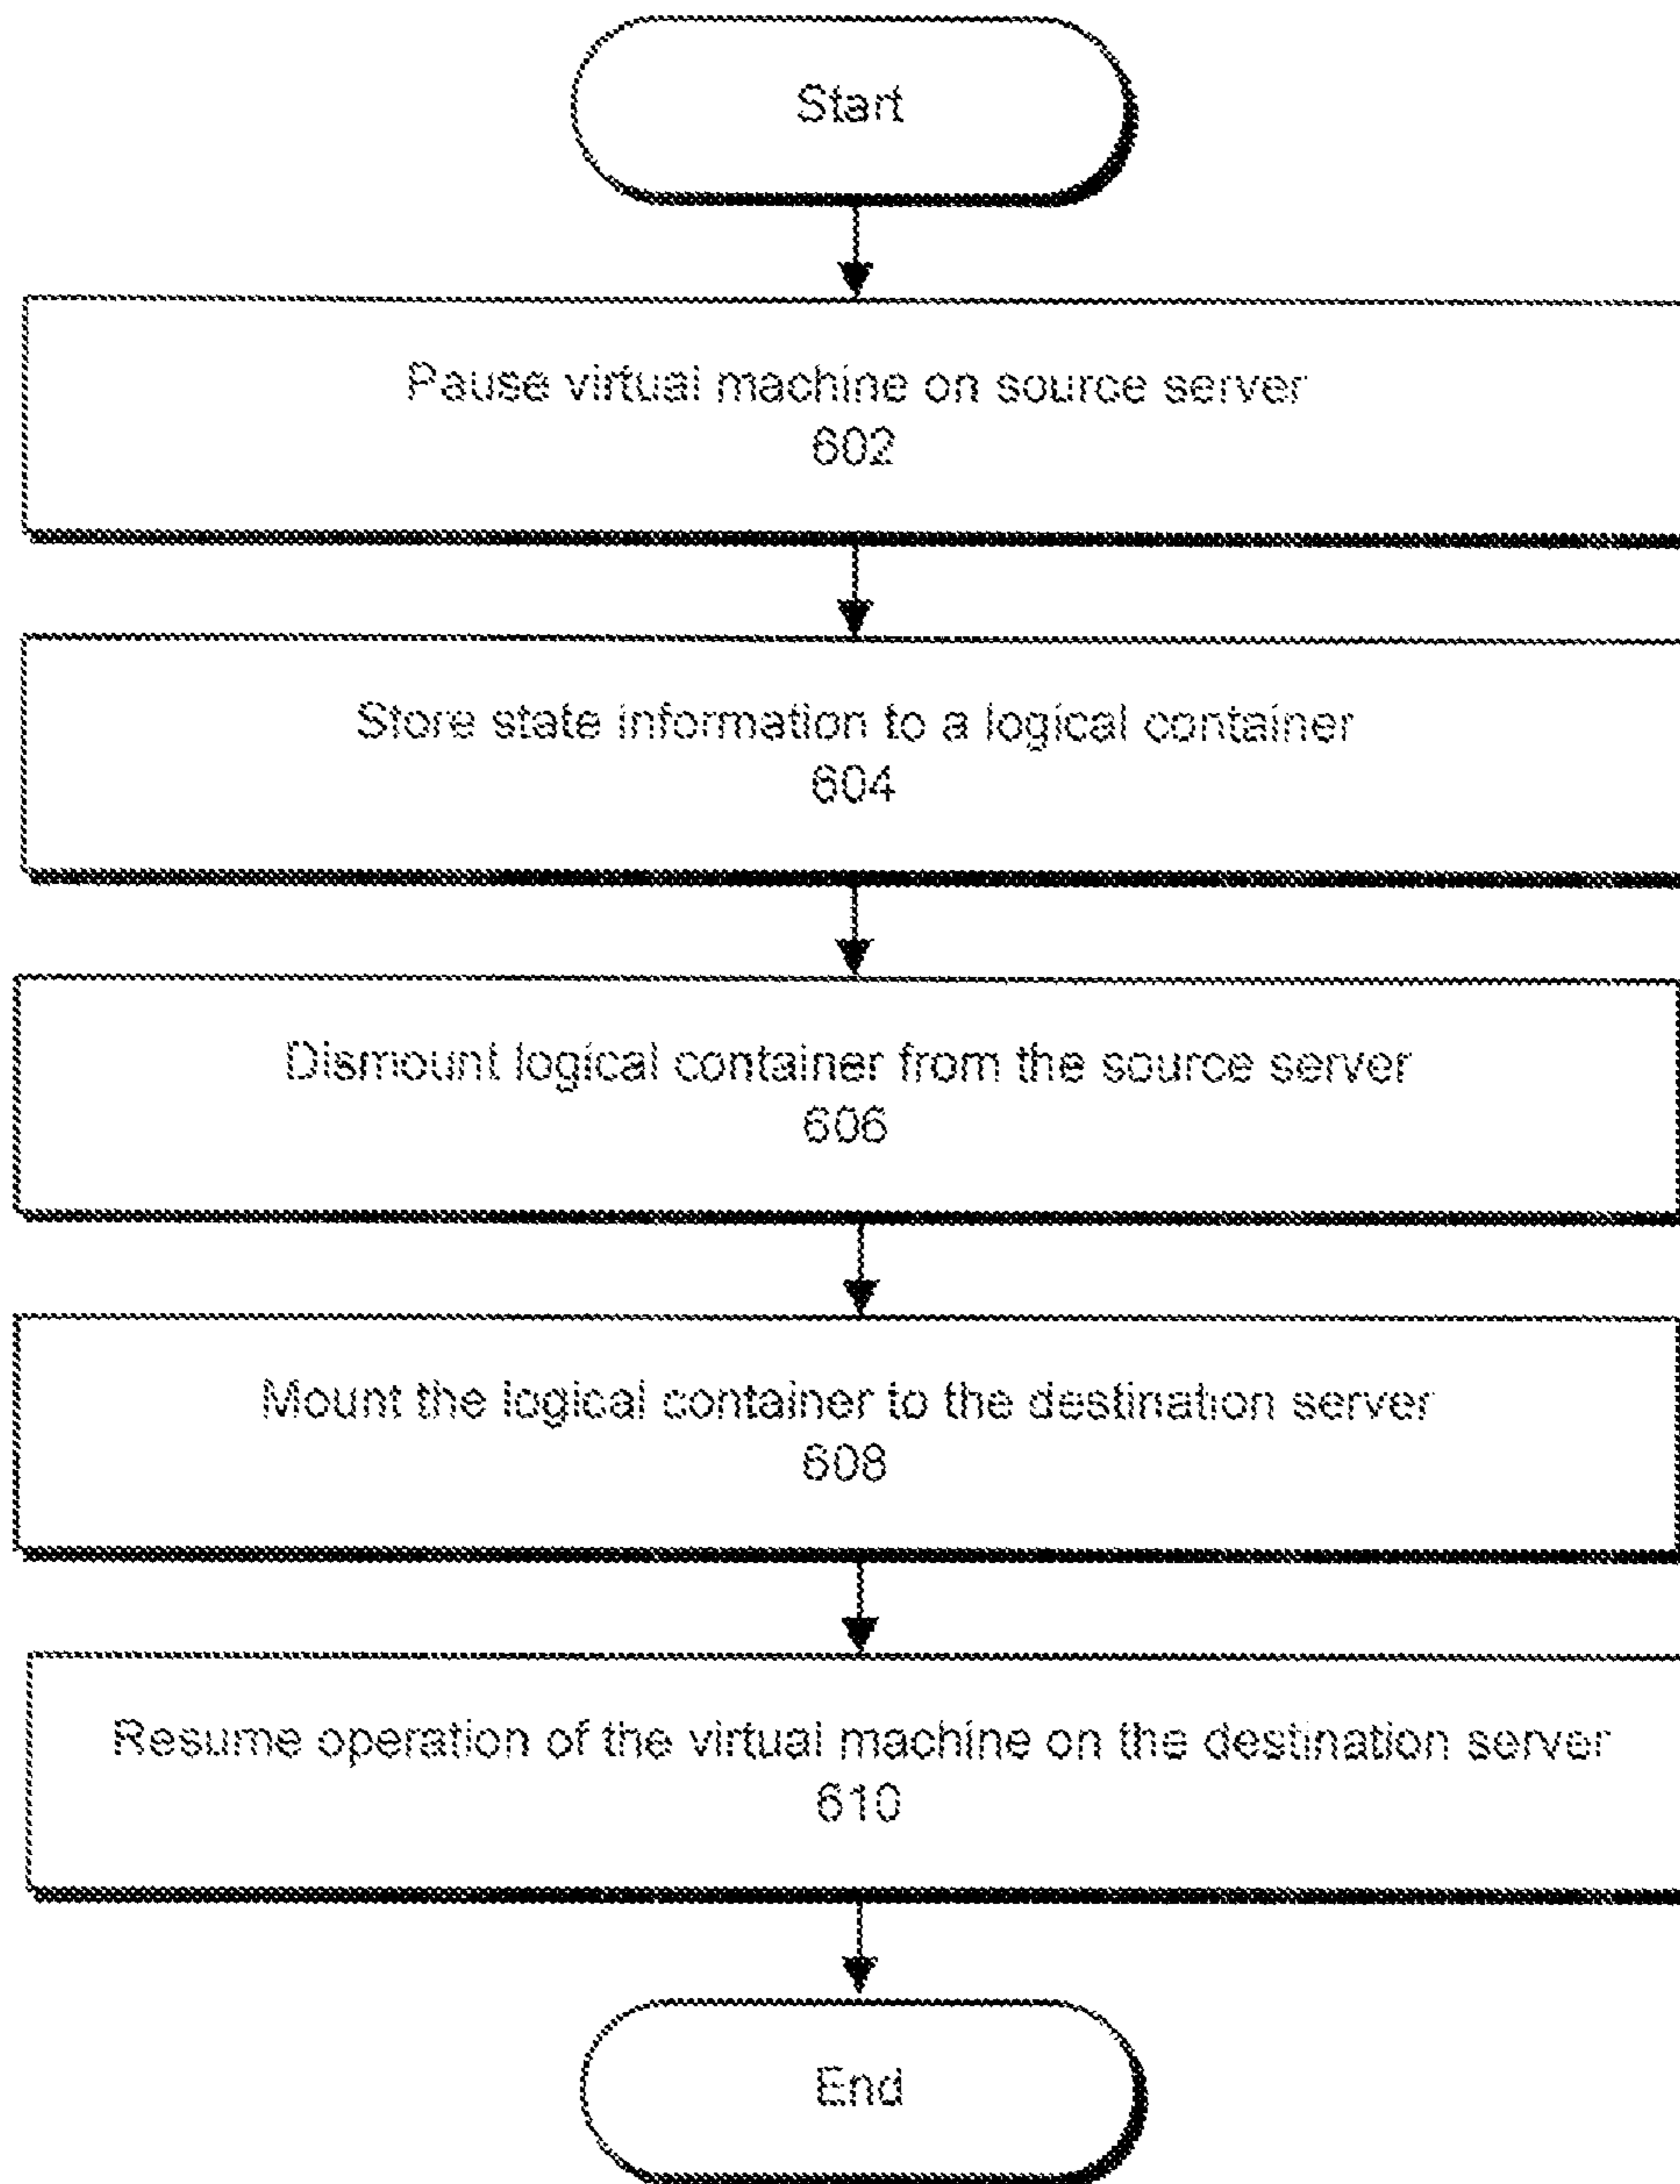 Start
Pause virtual machine on source server
602
Store state information to a logical container
604
Dismount logical container from the source server
606
Mount the logical container to the destination server
608
Resume operation of the virtual machine on the destination server
610
End